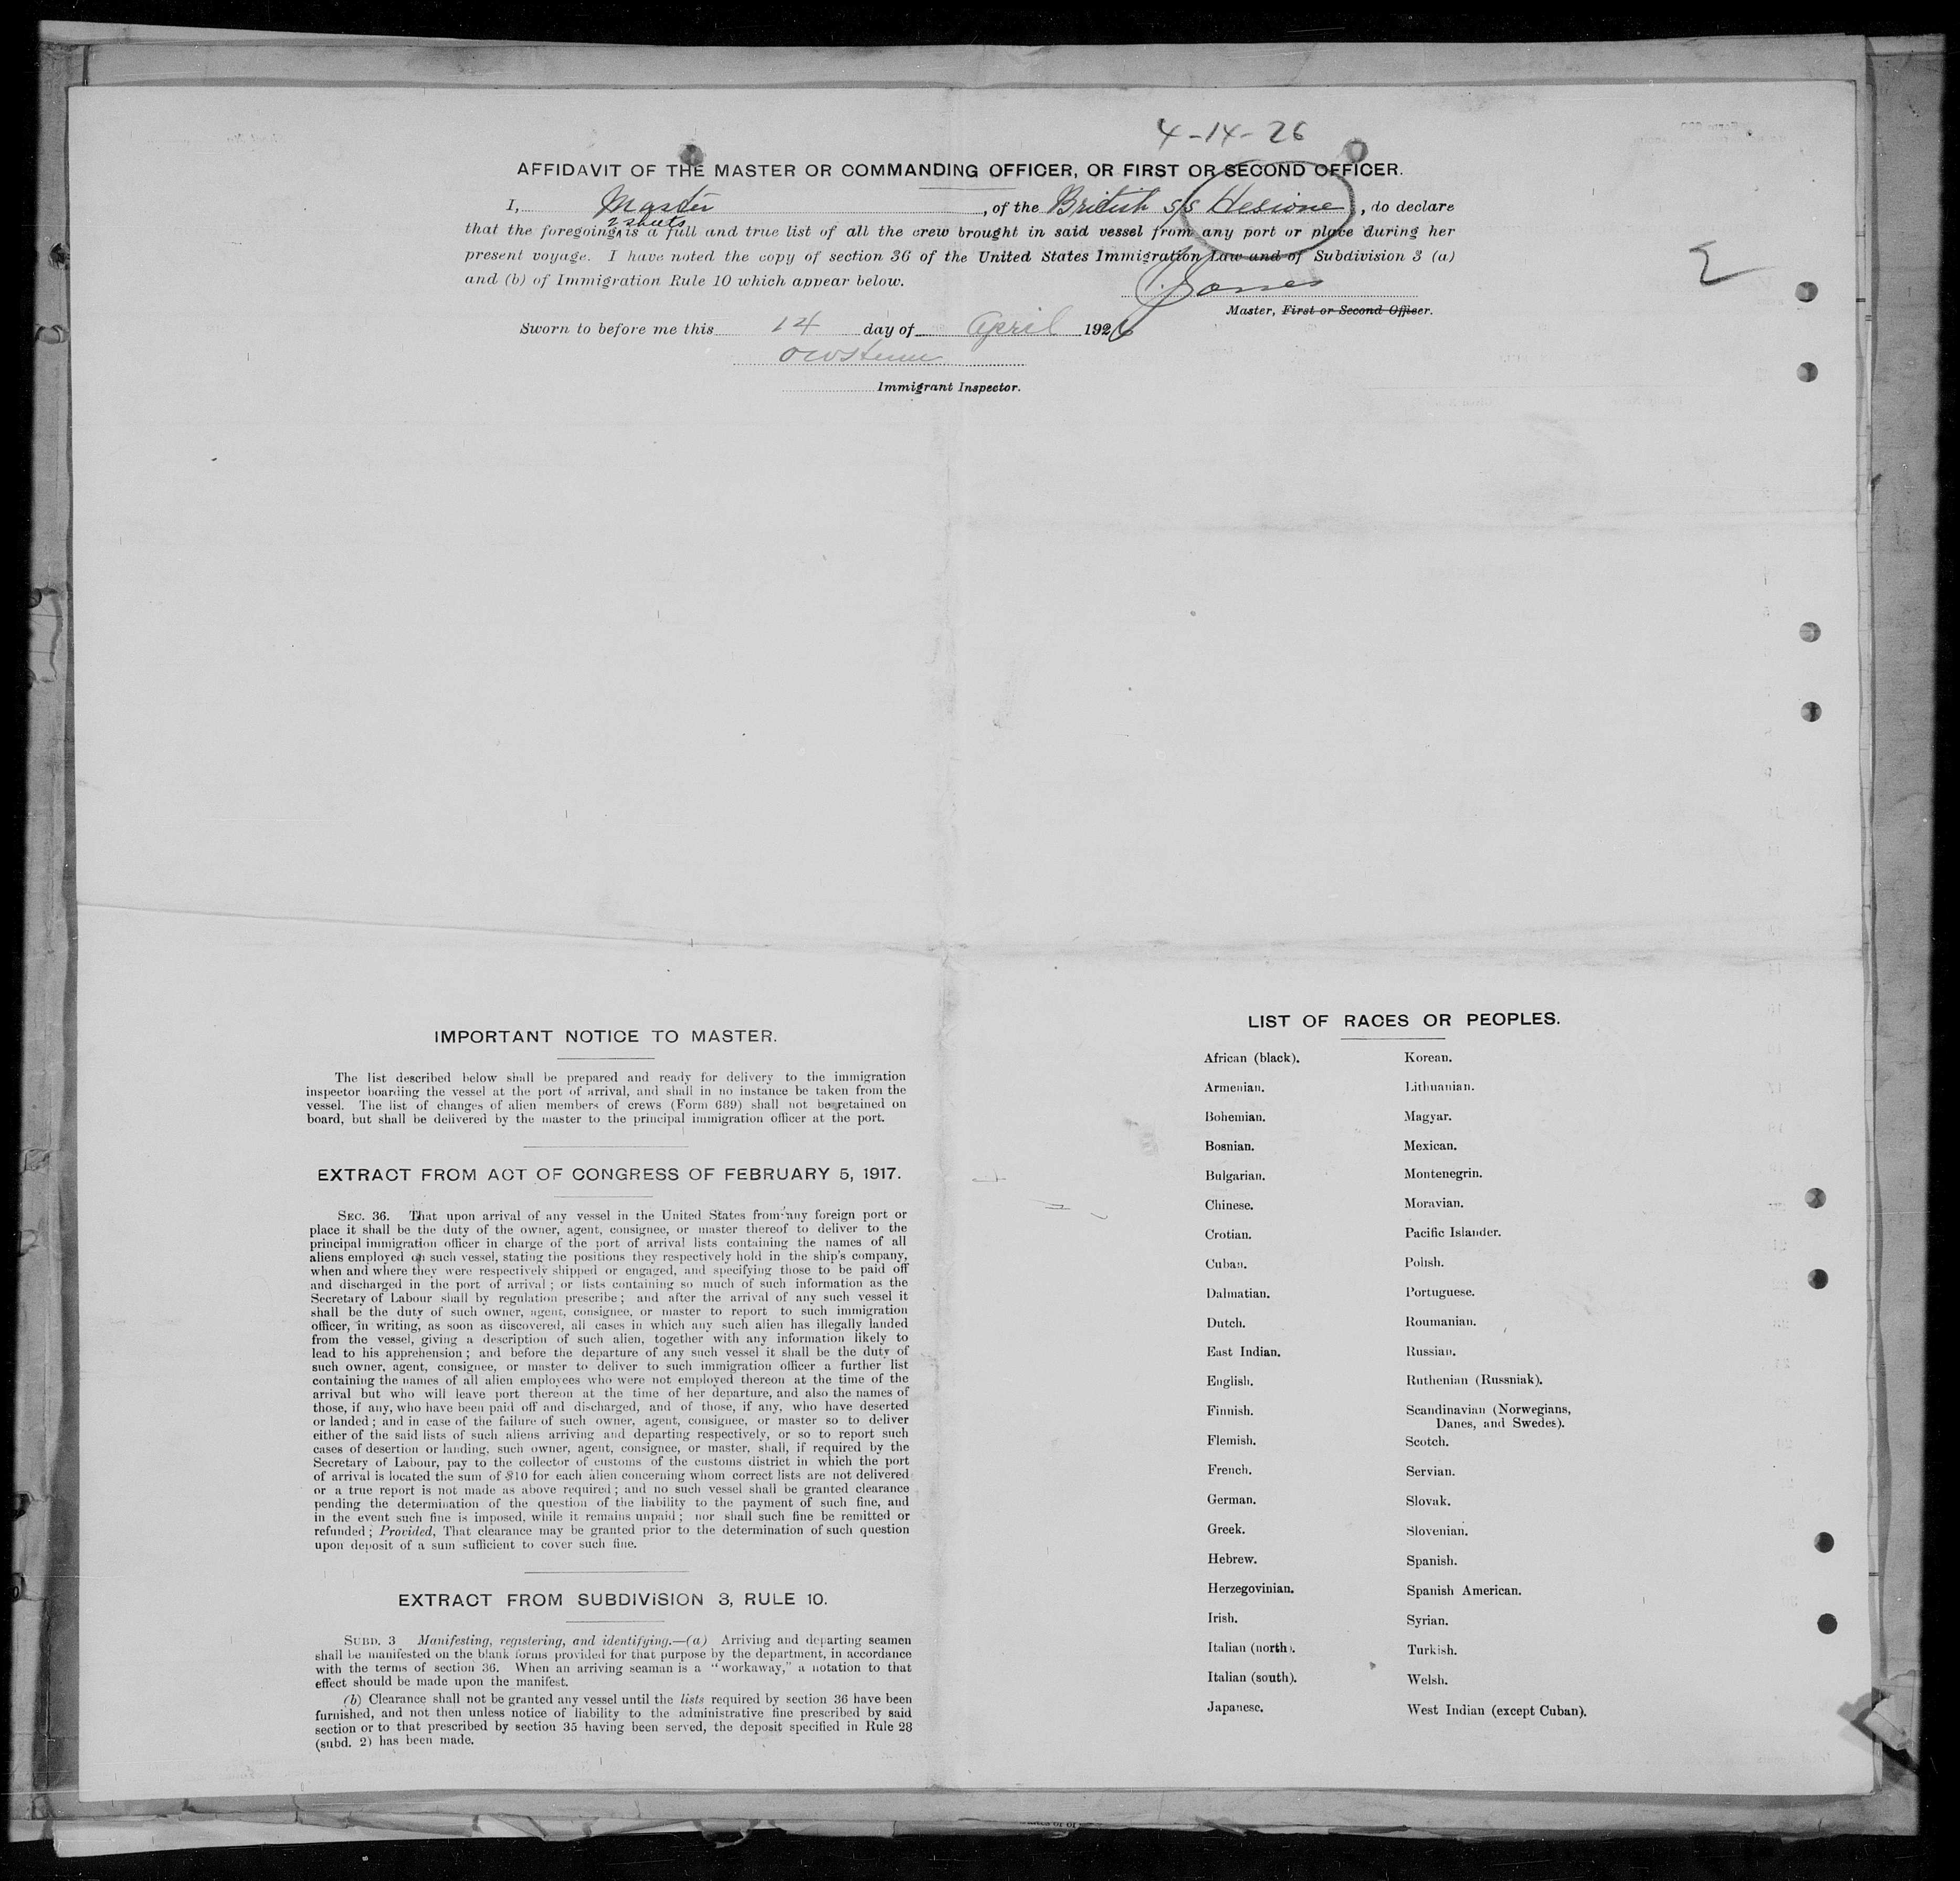 4-14-26
AFFIDAVIT OF THE MASTER OR COMMANDING OFFICER, OR FIRST OR SECOND OFFICER.
I, Master, of the British s/s Hesione, do declare
2 sheets
that the foregoing is a full and true list of all the crew brought in said vessel from any port or place during her
present voyage. I have noted the copy of section 36 of the United States Immigration Law and of Subdivision 3 (a)
and (b) of Immigration Rule 10 which appear below.
Jones
Master, First or Second Officer.
Sworn to before me this 14 day of April 1926
Immigrant Inspector.
IMPORTANT NOTICE TO MASTER.
The list described below shall be prepared and ready for delivery to the immigration
inspector boarding the vessel at the port of arrival, and shall in no instance be taken from the
vessel. The list of changes of alien members of crews (Form 689) shall not be retained on
board, but shall be delivered by the master to the principal immigration officer at the port.
EXTRACT FROM ACT OF CONGRESS OF FEBRUARY 5, 1917.
SEC. 36. That upon arrival of any vessel in the United States from any foreign port or
place it shall be the duty of the owner, agent, consignee, or master thereof to deliver to the
principal immigration officer in charge of the port of arrival lists containing the names of all
aliens employed on such vessel, stating the positions they respectively hold in the ship's company,
when and where they were respectively shipped or engaged, and specifying those to be paid off
and discharged in the port of arrival; or lists containing so much of such information as the
Secretary of Labour shall by regulation prescribe; and after the arrival of any such vessel it
shall be the duty of such owner, agent, consignee, or master to report to such immigration
officer, in writing, as soon as discovered, all cases in which any such alien has illegally landed
from the vessel, giving a description of such alien, together with any information likely to
lead to his apprehension; and before the departure of any such vessel it shall be the duty of
such owner, agent, consignee, or master to deliver to such immigration officer a further list
containing the names of all alien employees who were not employed thereon at the time of the
arrival but who will leave port thereon at the time of her departure, and also the names of
those, if any, who have been paid off and discharged, and of those, if any, who have deserted
or landed; and in case of the failure of such owner, agent, consignee, or master so to deliver
either of the said lists of such aliens arriving and departing respectively, or so to report such
cases of desertion or landing, such owner, agent, consignee, or master, shall, if required by the
Secretary of Labour, pay to the collector of customs of the customs district in which the port
of arrival is located the sum of $10 for each alien concerning whom correct lists are not delivered
or a true report is not made as above required; and no such vessel shall be granted clearance
pending the determination of the question of the liability to the payment of such fine, and
in the event such fine is imposed, while it remains unpaid; nor shall such fine be remitted or
refunded; Provided, That clearance may be granted prior to the determination of such question
upon deposit of a sum sufficient to cover such fine.
EXTRACT FROM SUBDIVISION 3, RULE 10.
SUBD. 3 Manifesting, registering, and identifying.—(a) Arriving and departing seamen
shall be manifested on the blank forms provided for that purpose by the department, in accordance
with the terms of section 36. When an arriving seaman is a "workaway," a notation to that
effect should be made upon the manifest.
(b) Clearance shall not be granted any vessel until the lists required by section 36 have been
furnished, and not then unless notice of liability to the administrative fine prescribed by said
section or to that prescribed by section 35 having been served, the deposit specified in Rule 28
(subd. 2) has been made.
LIST OF RACES OR PEOPLES.
African (black).
Armenian.
Bohemian.
Bosnian.
Bulgarian.
Chinese.
Crotian.
Cuban.
Dalmatian.
Dutch.
East Indian.
English.
Finnish.
Flemish.
French.
German.
Greek.
Hebrew.
Herzegovinian.
Irish.
Italian (north).
Italian (south).
Japanese.
Korean.
Lithuanian.
Magyar.
Mexican.
Montenegrin.
Moravian.
Pacific Islander.
Polish.
Portuguese.
Roumanian.
Russian.
Ruthenian (Russniak).
Scandinavian (Norwegians,
Danes, and Swedes).
Scotch.
Servian.
Slovak.
Slovenian.
Spanish.
Spanish American.
Syrian.
Turkish.
Welsh.
West Indian (except Cuban).